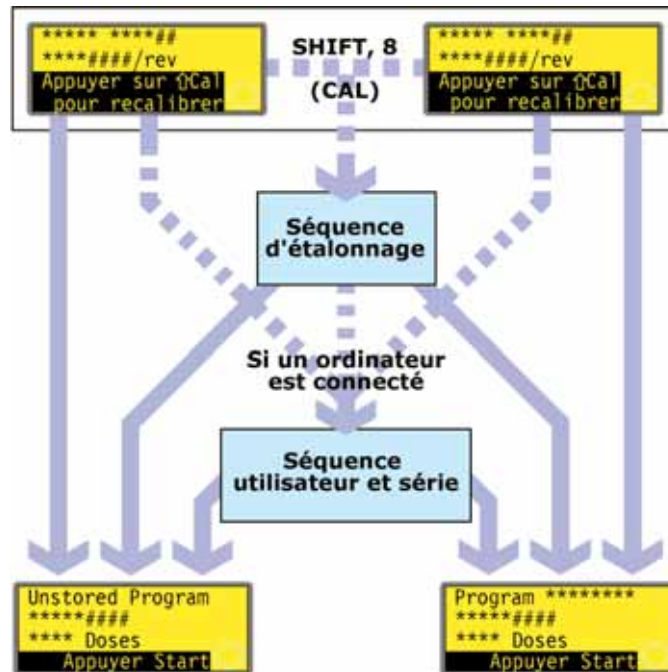 ***** ****##
****####/rev
Appuyer sur ⇧Cal
pour recalibrer
SHIFT, 8
(CAL)
***** ****##
****####/rev
Appuyer sur ⇧Cal
pour recalibrer
Séquence
d'étalonnage
Si un ordinateur
est connecté
Séquence
utilisateur et série
Unstored Program
*****####
**** Doses
Appuyer Start
Program ********
*****####
**** Doses
Appuyer Start